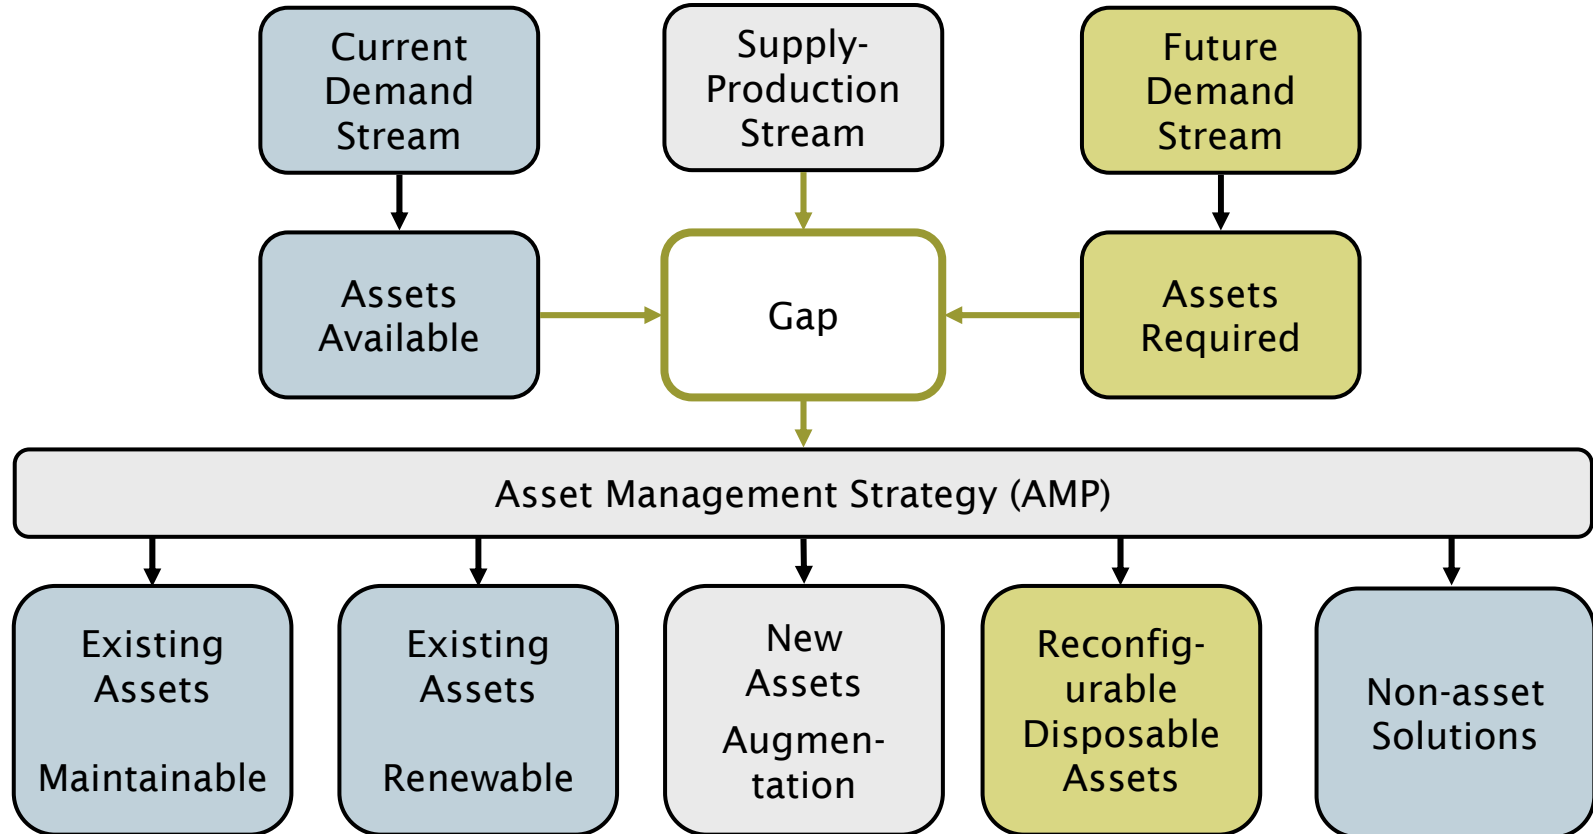 Current
Demand
Stream
Supply-
Production
Stream
Future
Demand
Stream
Assets
Available
Gap
Assets
Required
Asset Management Strategy (AMP)
Existing
Assets
Maintainable
Existing
Assets
Renewable
New
Assets
Augmen-
tation
Reconfig-
urable
Disposable
Assets
Non-asset
Solutions